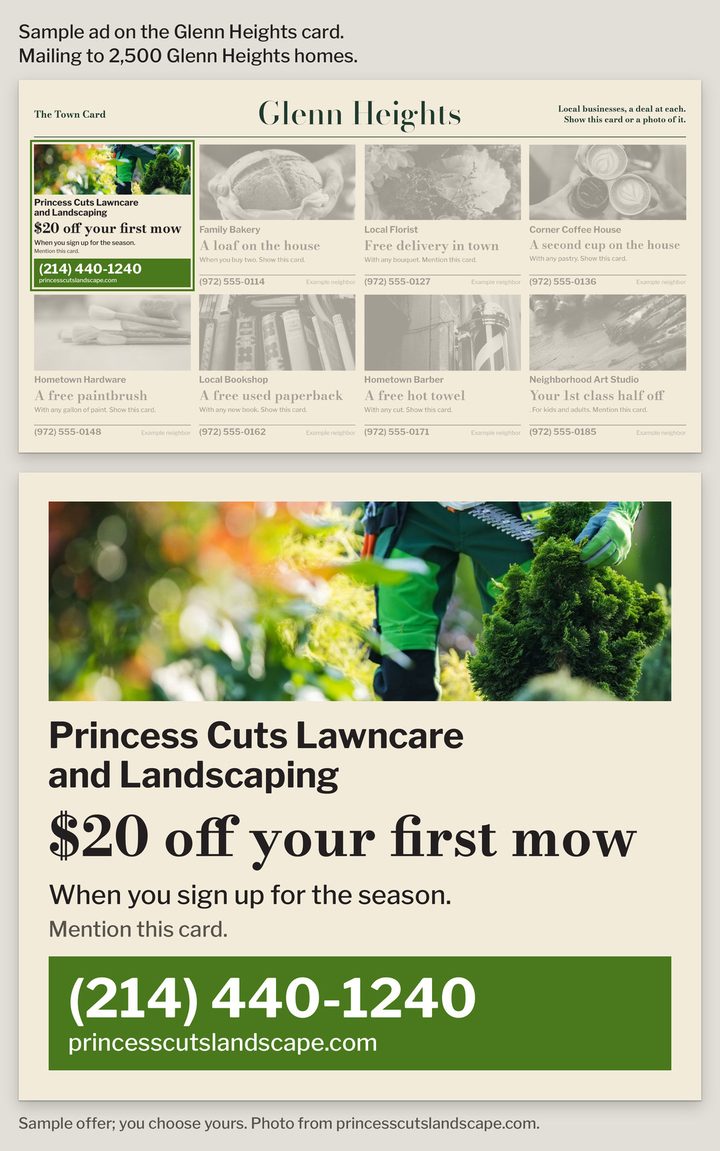 Sample ad on the Glenn Heights card.
Mailing to 2,500 Glenn Heights homes.
The Town Card
Glenn Heights
Local businesses, a deal at each.
Show this card or a photo of it.
Princess Cuts Lawncare
and Landscaping
$20 off your first mow
When you sign up for the season.
Mention this card.
(214) 440-1240
princesscutslandscape.com
Family Bakery
A loaf on the house
When you buy two. Show this card.
(972) 555-0114
Example neighbor
Local Florist
Free delivery in town
With any bouquet. Mention this card.
(972) 555-0127
Example neighbor
Corner Coffee House
A second cup on the house
With any pastry. Show this card.
(972) 555-0136
Example neighbor
Hometown Hardware
A free paintbrush
With any gallon of paint. Show this card.
(972) 555-0148
Example neighbor
Local Bookshop
A free used paperback
With any new book. Show this card.
(972) 555-0162
Example neighbor
Hometown Barber
A free hot towel
With any cut. Show this card.
(972) 555-0171
Example neighbor
Neighborhood Art Studio
Your 1st class half off
For kids and adults. Mention this card.
(972) 555-0185
Example neighbor
Princess Cuts Lawncare
and Landscaping
$20 off your first mow
When you sign up for the season.
Mention this card.
(214) 440-1240
princesscutslandscape.com
Sample offer; you choose yours. Photo from princesscutslandscape.com.